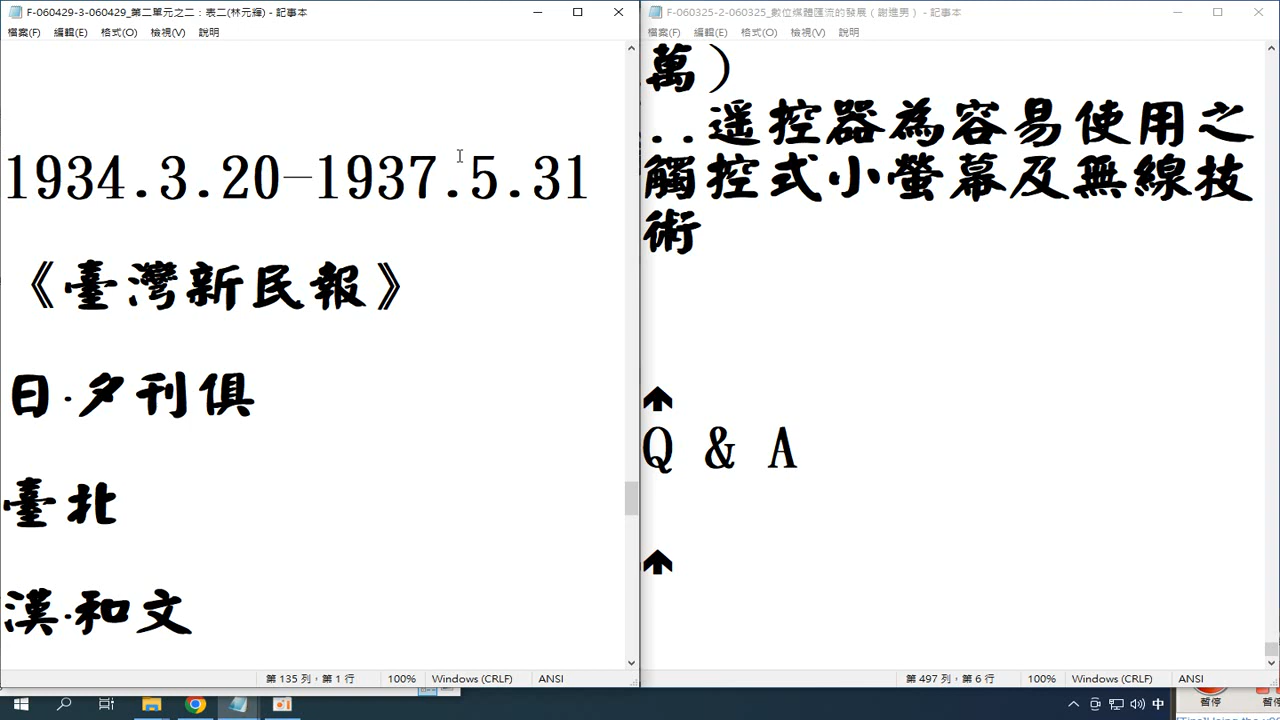 F-060429-3-060429_第二單元之二：表二(林元輝) - 記事本
檔案(F) 編輯(E) 格式(O) 檢視(V) 說明
1934.3.20-1937.5.31
《臺灣新民報》
日·夕刊俱
臺北
漢·和文
第 135 列，第 1 行 100% Windows (CRLF) ANSI
F-060325-2-060325_數位媒體匯流的發展（謝進男） - 記事本
檔案(F) 編輯(E) 格式(O) 檢視(V) 說明
萬）
..遥控器為容易使用之
觸控式小螢幕及無線技
術
Q & A
第 497 列，第 6 行 100% Windows (CRLF) ANSI
中
暫停